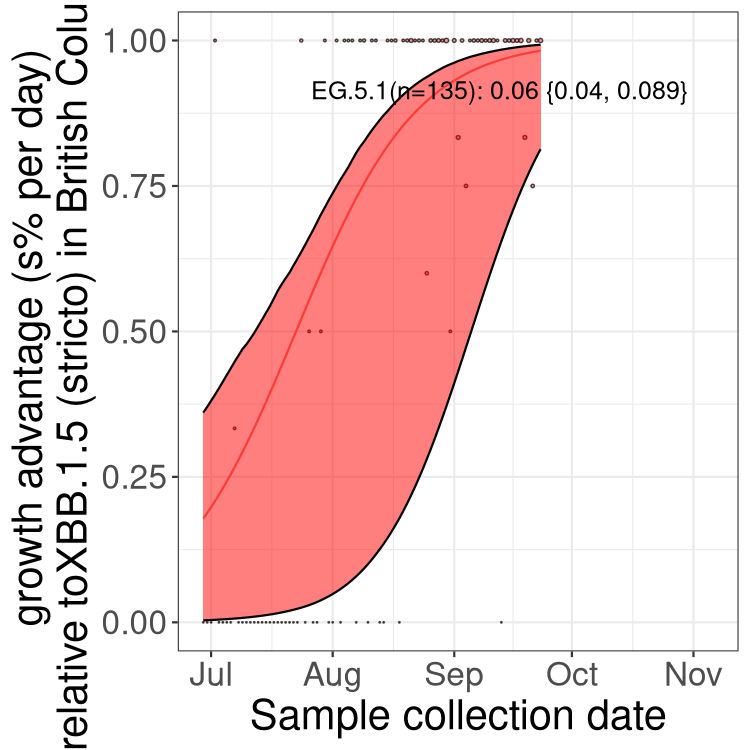 growth advantage (s% per day)
relative toXBB.1.5 (stricto) in British Colu
1.00
0.75
0.50
0.25
0.00
EG.5.1(n=135): 0.06 {0.04, 0.089}
Jul Aug Sep Oct Nov
Sample collection date